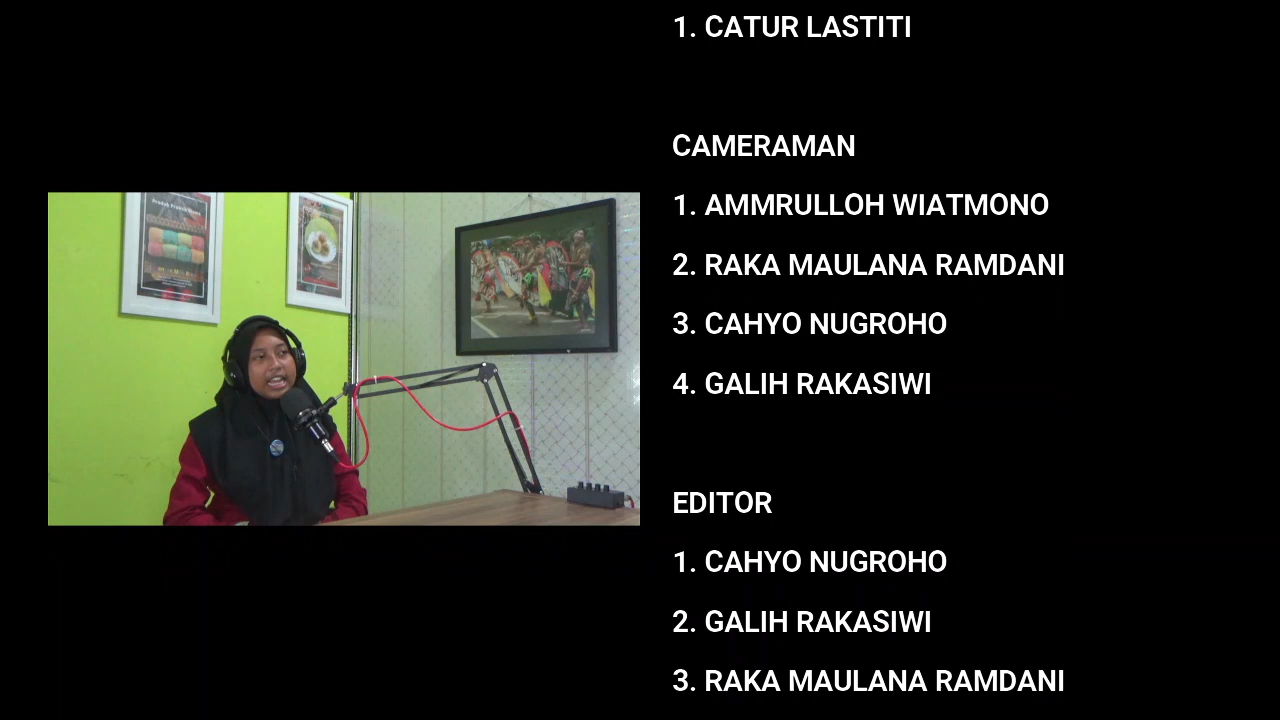 1. CATUR LASTITI
CAMERAMAN
1. AMMRULLOH WIATMONO
2. RAKA MAULANA RAMDANI
3. CAHYO NUGROHO
4. GALIH RAKASIWI
EDITOR
1. CAHYO NUGROHO
2. GALIH RAKASIWI
3. RAKA MAULANA RAMDANI